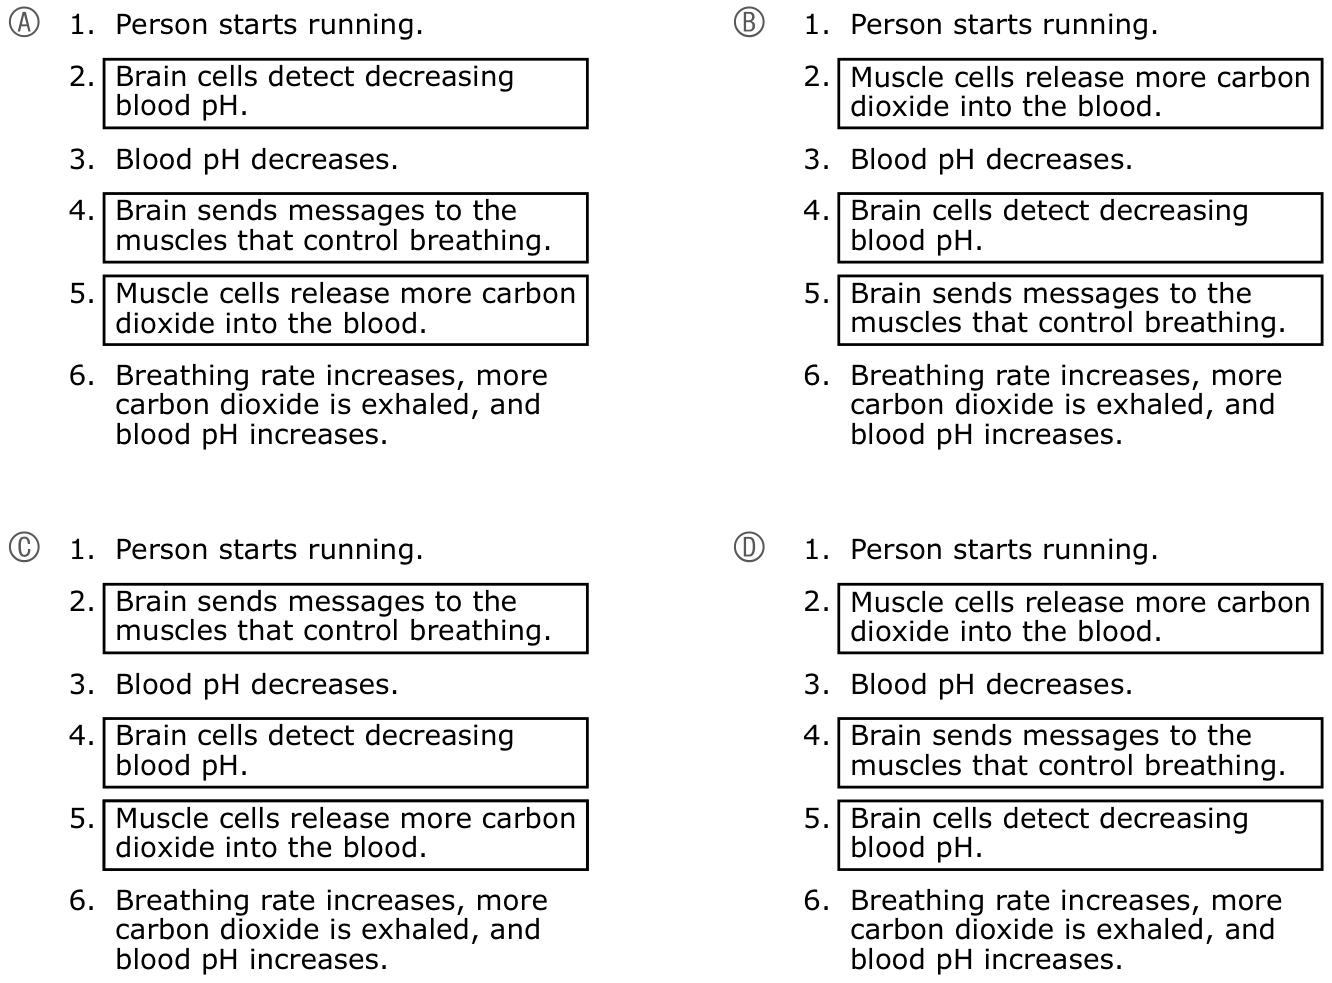 Ⓐ 1. Person starts running.
2. Brain cells detect decreasing
blood pH.
3. Blood pH decreases.
4. Brain sends messages to the
muscles that control breathing.
5. Muscle cells release more carbon
dioxide into the blood.
6. Breathing rate increases, more
carbon dioxide is exhaled, and
blood pH increases.
Ⓑ 1. Person starts running.
2. Muscle cells release more carbon
dioxide into the blood.
3. Blood pH decreases.
4. Brain cells detect decreasing
blood pH.
5. Brain sends messages to the
muscles that control breathing.
6. Breathing rate increases, more
carbon dioxide is exhaled, and
blood pH increases.
Ⓒ 1. Person starts running.
2. Brain sends messages to the
muscles that control breathing.
3. Blood pH decreases.
4. Brain cells detect decreasing
blood pH.
5. Muscle cells release more carbon
dioxide into the blood.
6. Breathing rate increases, more
carbon dioxide is exhaled, and
blood pH increases.
Ⓓ 1. Person starts running.
2. Muscle cells release more carbon
dioxide into the blood.
3. Blood pH decreases.
4. Brain sends messages to the
muscles that control breathing.
5. Brain cells detect decreasing
blood pH.
6. Breathing rate increases, more
carbon dioxide is exhaled, and
blood pH increases.